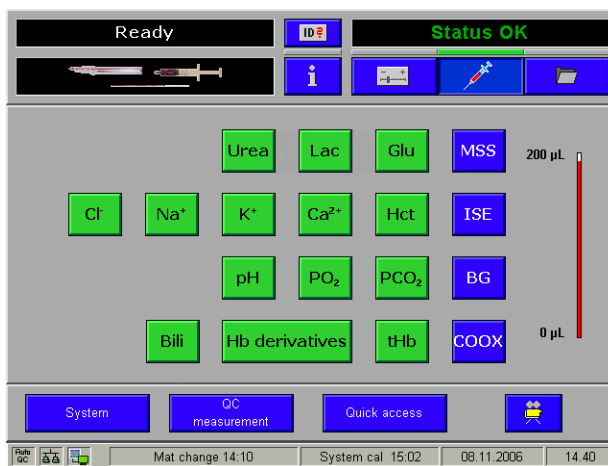 Ready
ID?
Status OK
i
- +
Urea Lac Glu MSS
200 µL
Cl⁻ Na⁺ K⁺ Ca²⁺ Hct ISE
pH PO₂ PCO₂ BG
Bili Hb derivatives tHb COOX
0 µL
System
QC
measurement
Quick access
Auto
QC
Mat change 14:10 System cal 15:02 08.11.2006 14.40